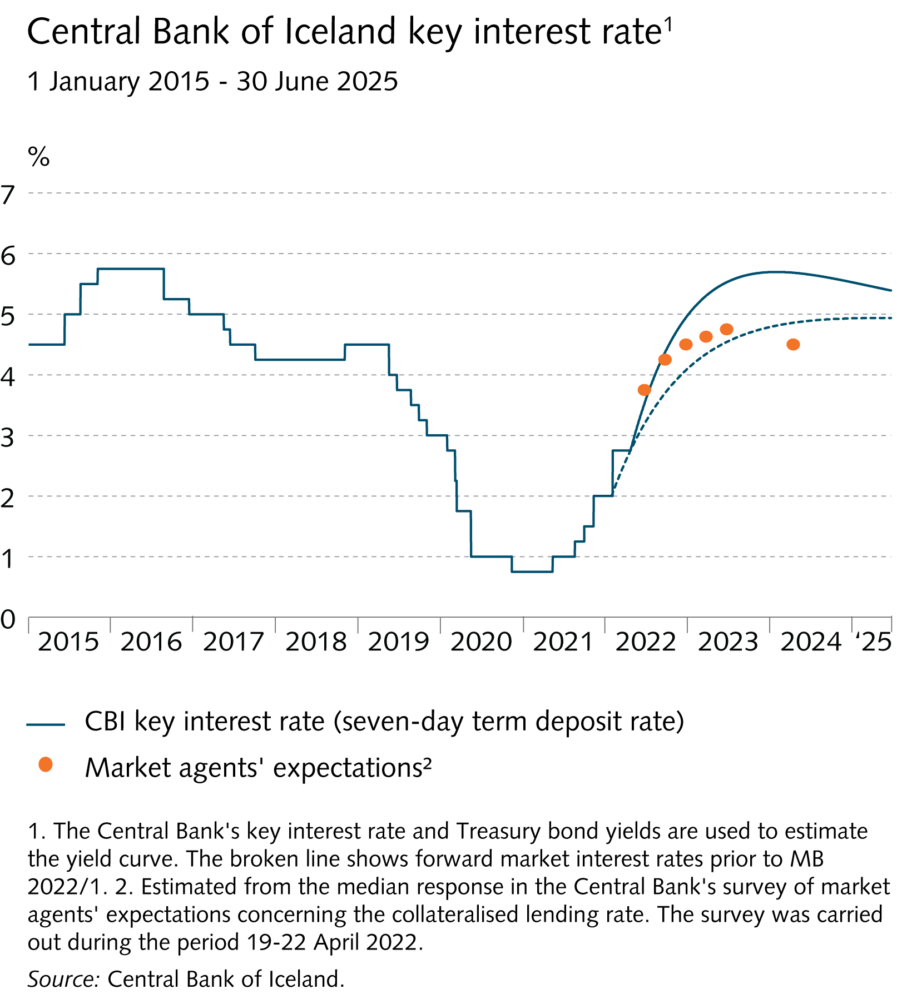 Central Bank of Iceland key interest rate¹
1 January 2015 - 30 June 2025
%
7
6
5
4
3
2
1
0
2015 2016 2017 2018 2019 2020 2021 2022 2023 2024 ‘25
CBI key interest rate (seven-day term deposit rate)
Market agents' expectations²
1. The Central Bank's key interest rate and Treasury bond yields are used to estimate
the yield curve. The broken line shows forward market interest rates prior to MB
2022/1. 2. Estimated from the median response in the Central Bank's survey of market
agents' expectations concerning the collateralised lending rate. The survey was carried
out during the period 19-22 April 2022.
Source: Central Bank of Iceland.